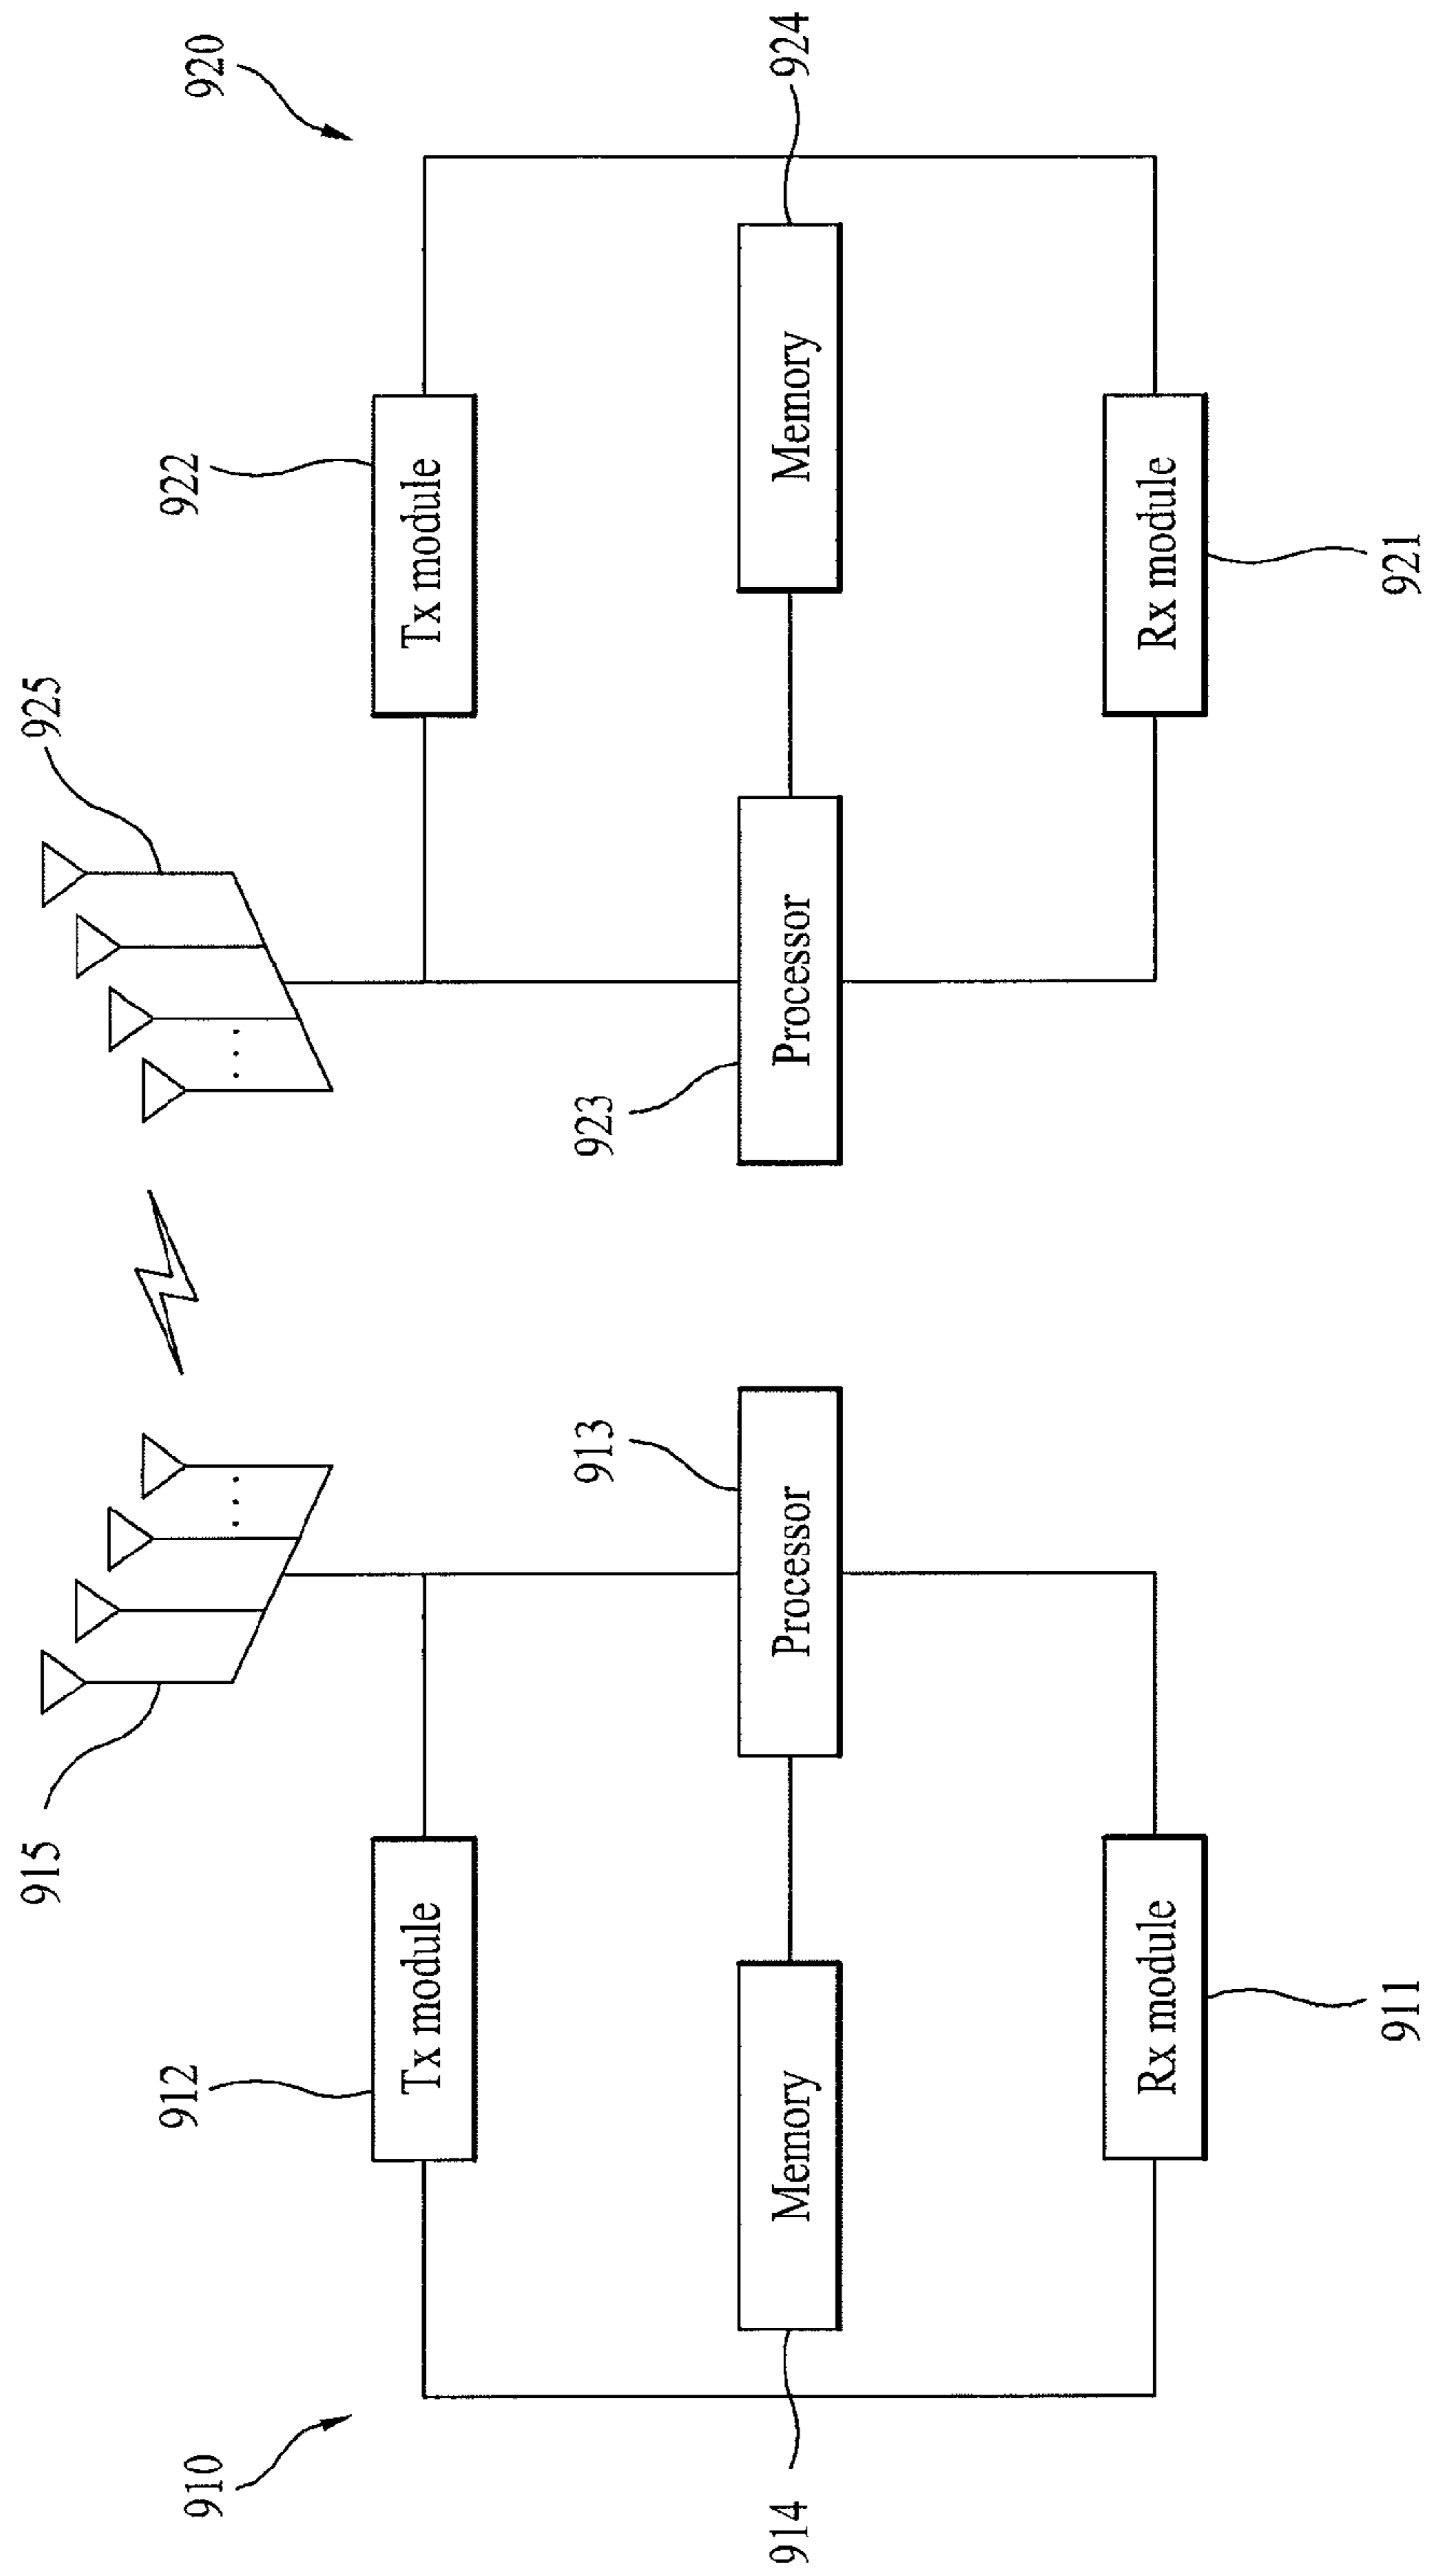 910
915
925
920
912
Tx module
922
Tx module
913
923
914
Memory
Processor
Processor
Memory
924
Rx module
911
Rx module
921